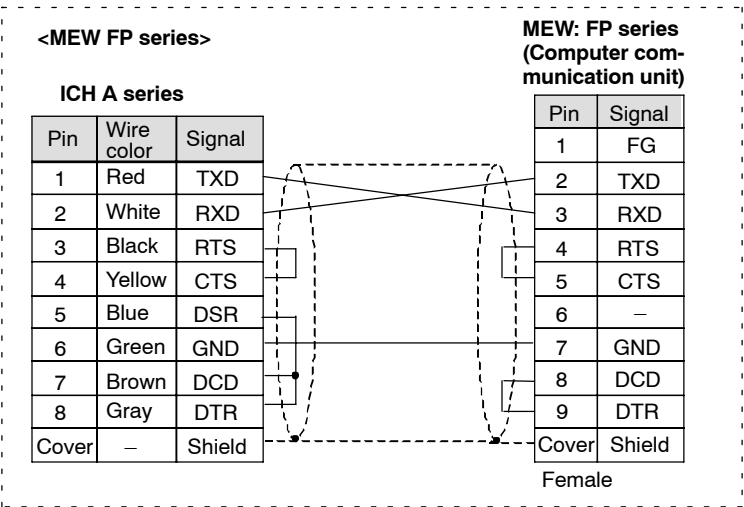 <MEW FP series>
MEW: FP series
(Computer com-
munication unit)
ICH A series
Pin Wire color Signal
1 Red TXD
2 White RXD
3 Black RTS
4 Yellow CTS
5 Blue DSR
6 Green GND
7 Brown DCD
8 Gray DTR
Cover – Shield
Pin Signal
1 FG
2 TXD
3 RXD
4 RTS
5 CTS
6 –
7 GND
8 DCD
9 DTR
Cover Shield
Female